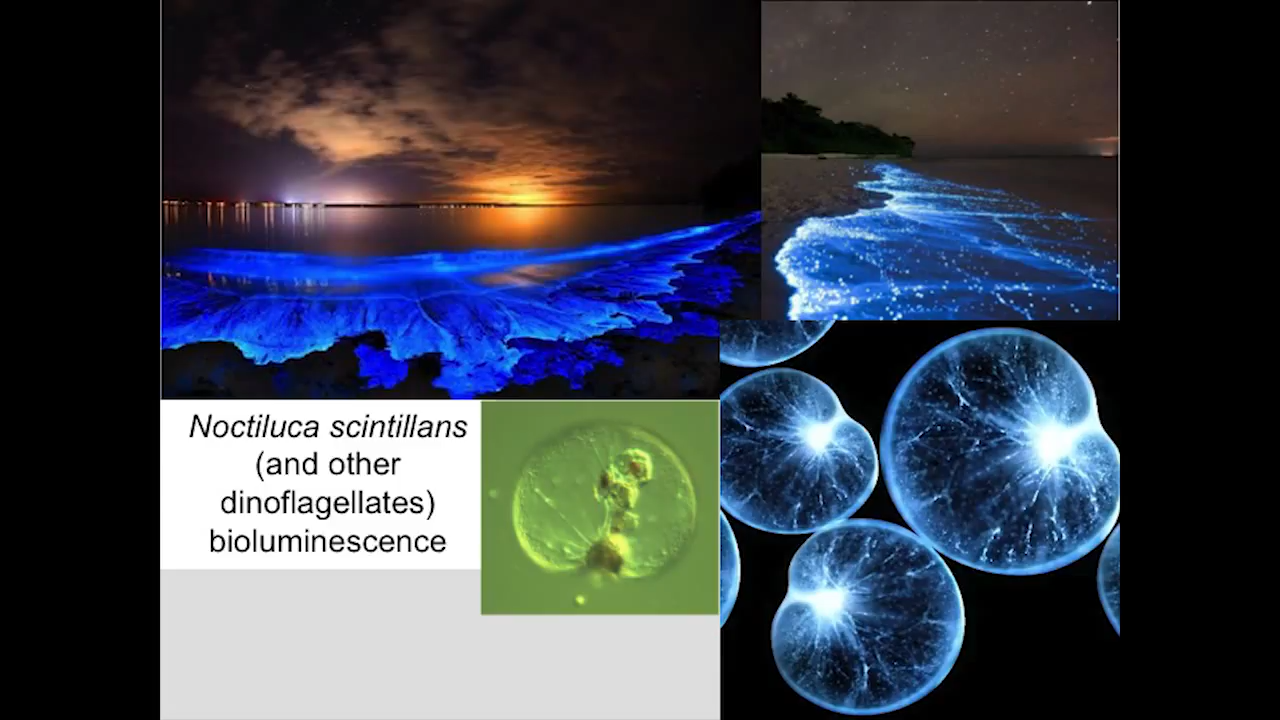 Noctiluca scintillans
(and other
dinoflagellates)
bioluminescence